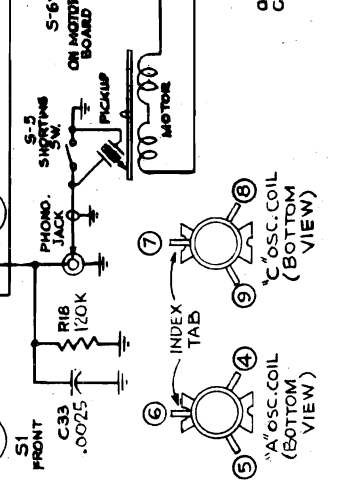 S-6
ON MOTOR
BOARD
PICKUP
MOTOR
S-5
SHORTING
SW.
PHONO.
JACK
R18
120K
C33
.0025
S1
FRONT
INDEX
TAB
7
8
9
"C" OSC. COIL
(BOTTOM
VIEW)
6
4
5
"A" OSC. COIL
(BOTTOM
VIEW)